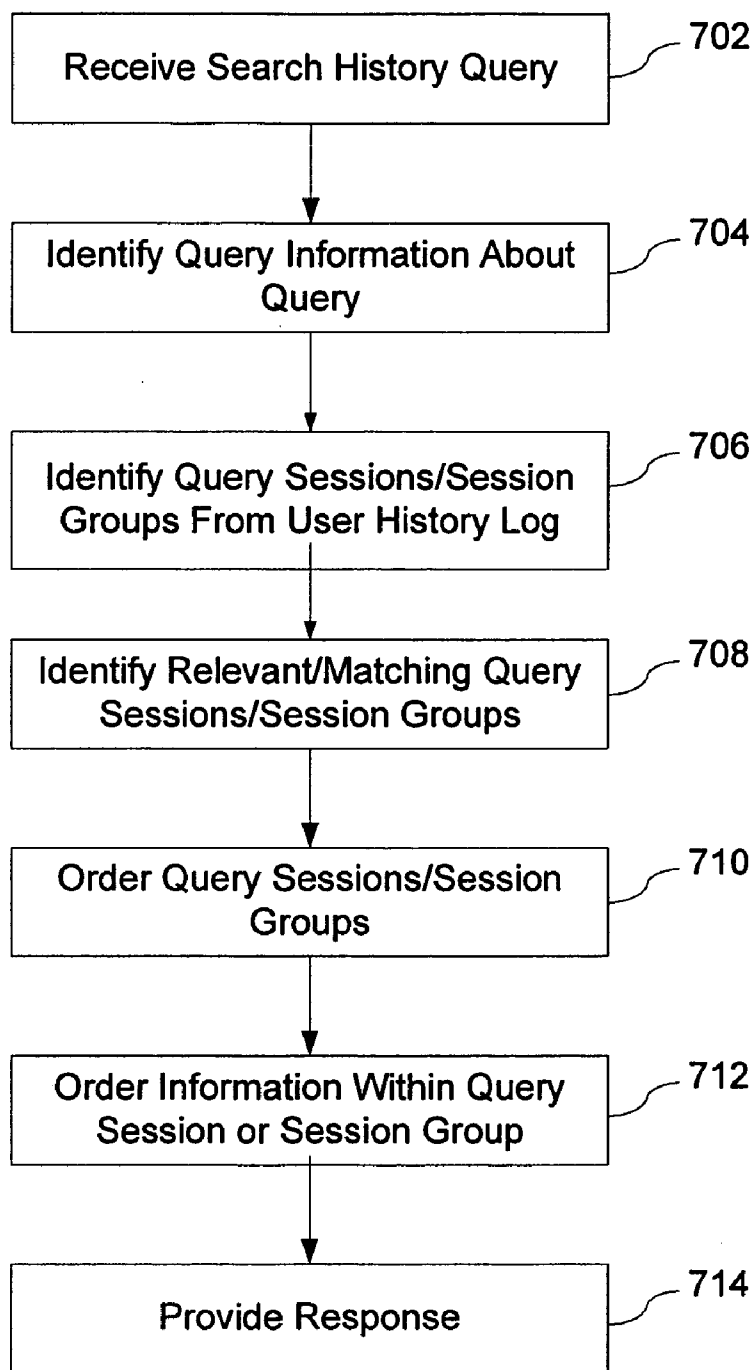 Receive Search History Query
702
Identify Query Information About
Query
704
Identify Query Sessions/Session
Groups From User History Log
706
Identify Relevant/Matching Query
Sessions/Session Groups
708
Order Query Sessions/Session
Groups
710
Order Information Within Query
Session or Session Group
712
Provide Response
714